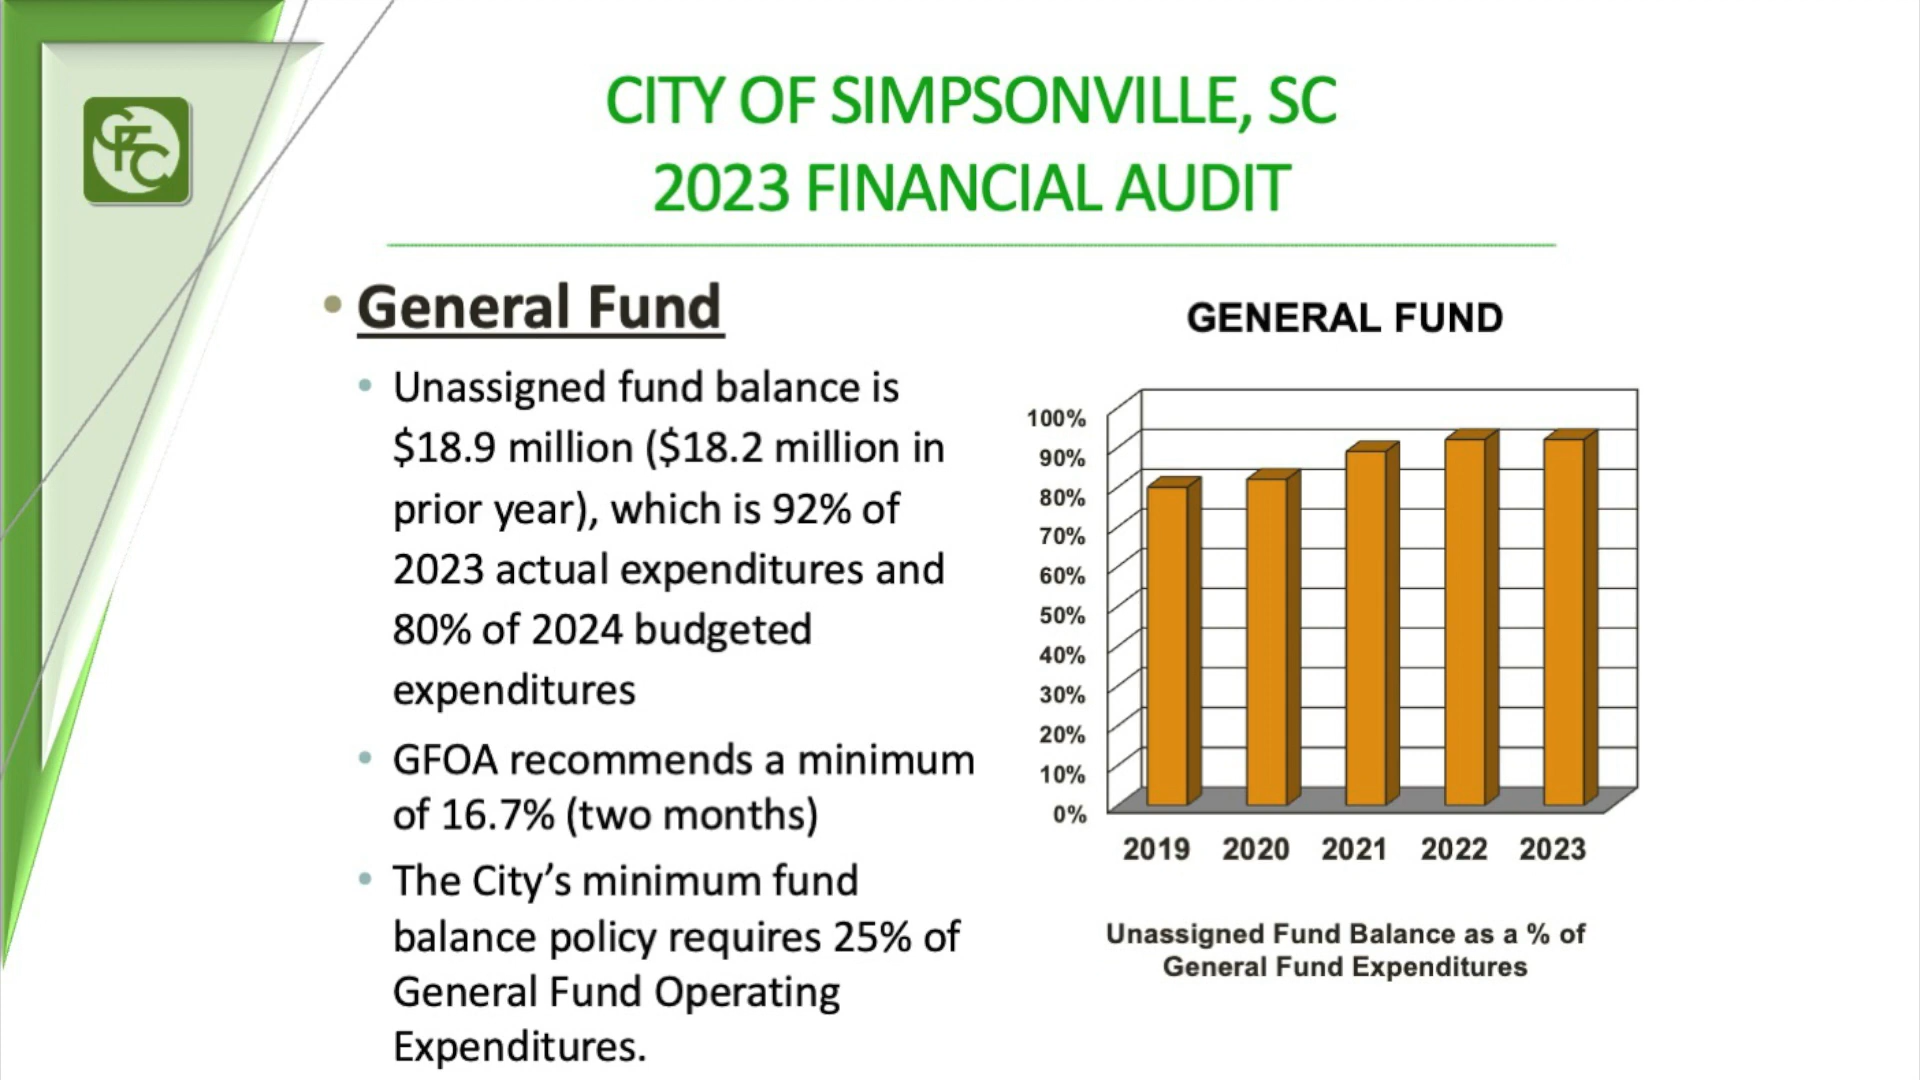 CFC
CITY OF SIMPSONVILLE, SC
2023 FINANCIAL AUDIT
• General Fund
• Unassigned fund balance is
$18.9 million ($18.2 million in
prior year), which is 92% of
2023 actual expenditures and
80% of 2024 budgeted
expenditures
• GFOA recommends a minimum
of 16.7% (two months)
• The City’s minimum fund
balance policy requires 25% of
General Fund Operating
Expenditures.
GENERAL FUND
100%
90%
80%
70%
60%
50%
40%
30%
20%
10%
0%
2019 2020 2021 2022 2023
Unassigned Fund Balance as a % of
General Fund Expenditures